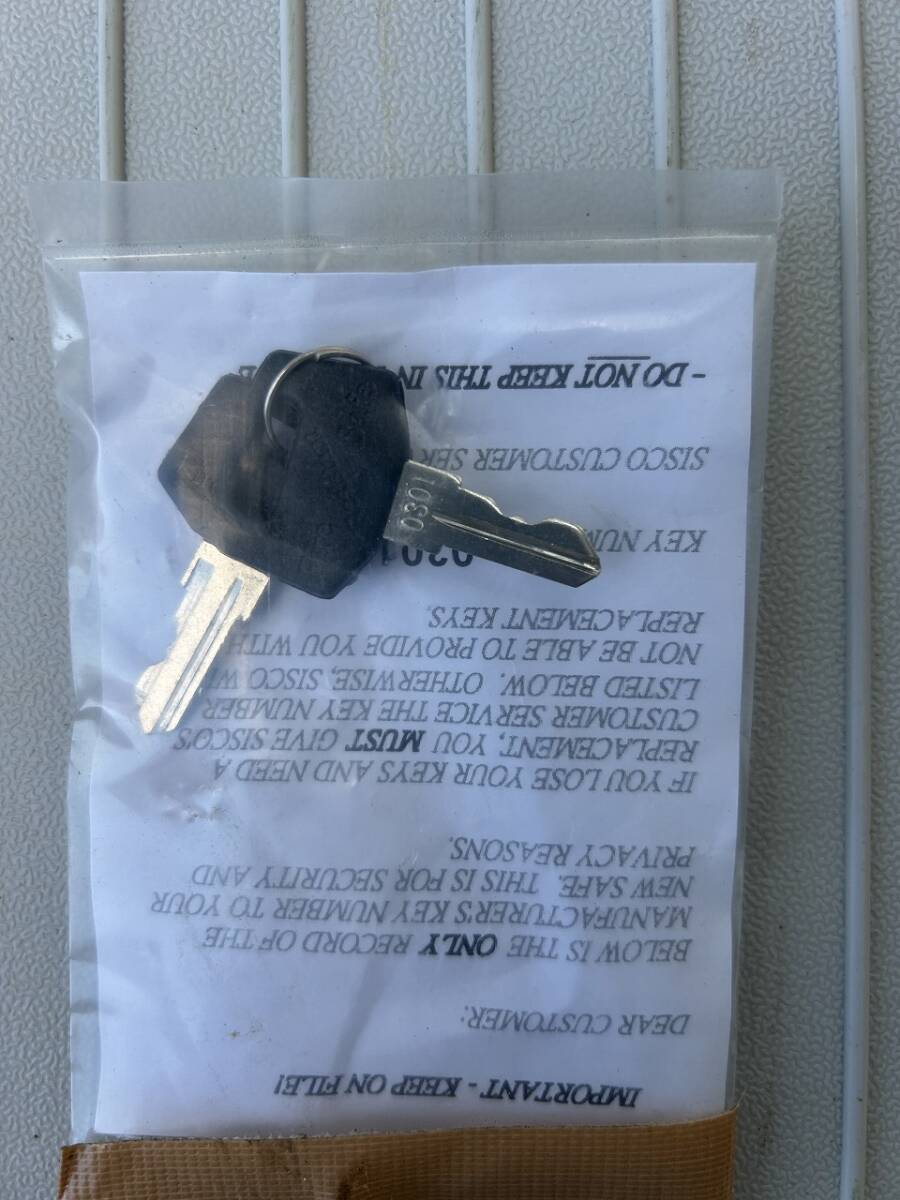 IMPORTANT - KEEP ON FILE!
DEAR CUSTOMER:
BELOW IS THE ONLY RECORD OF THE
MANUFACTURER'S KEY NUMBER TO YOUR
NEW SAFE. THIS IS FOR SECURITY AND
PRIVACY REASONS.
IF YOU LOSE YOUR KEYS AND NEED A
REPLACEMENT, YOU MUST GIVE SISCO'S
CUSTOMER SERVICE THE KEY NUMBER
LISTED BELOW. OTHERWISE, SISCO
NOT BE ABLE TO PROVIDE YOU WITH
REPLACEMENT KEYS.
KEY 0301
0301
SISCO CUSTOMER
- DO NOT KEEP THIS IN